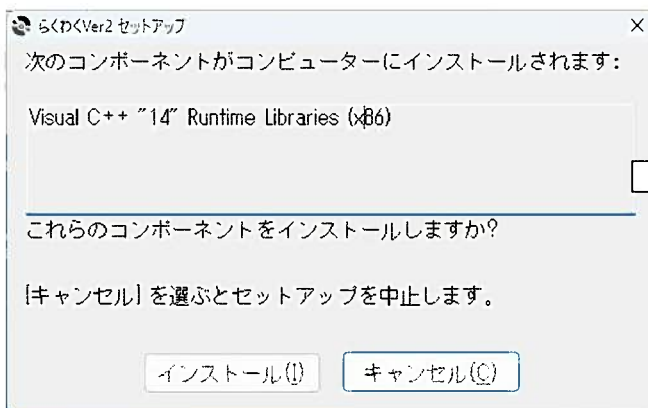 らくわくVer2 セットアップ
次のコンポーネントがコンピューターにインストールされます:
Visual C++ "14" Runtime Libraries (x86)
これらのコンポーネントをインストールしますか?
[キャンセル] を選ぶとセットアップを中止します。
インストール(I)
キャンセル(C)